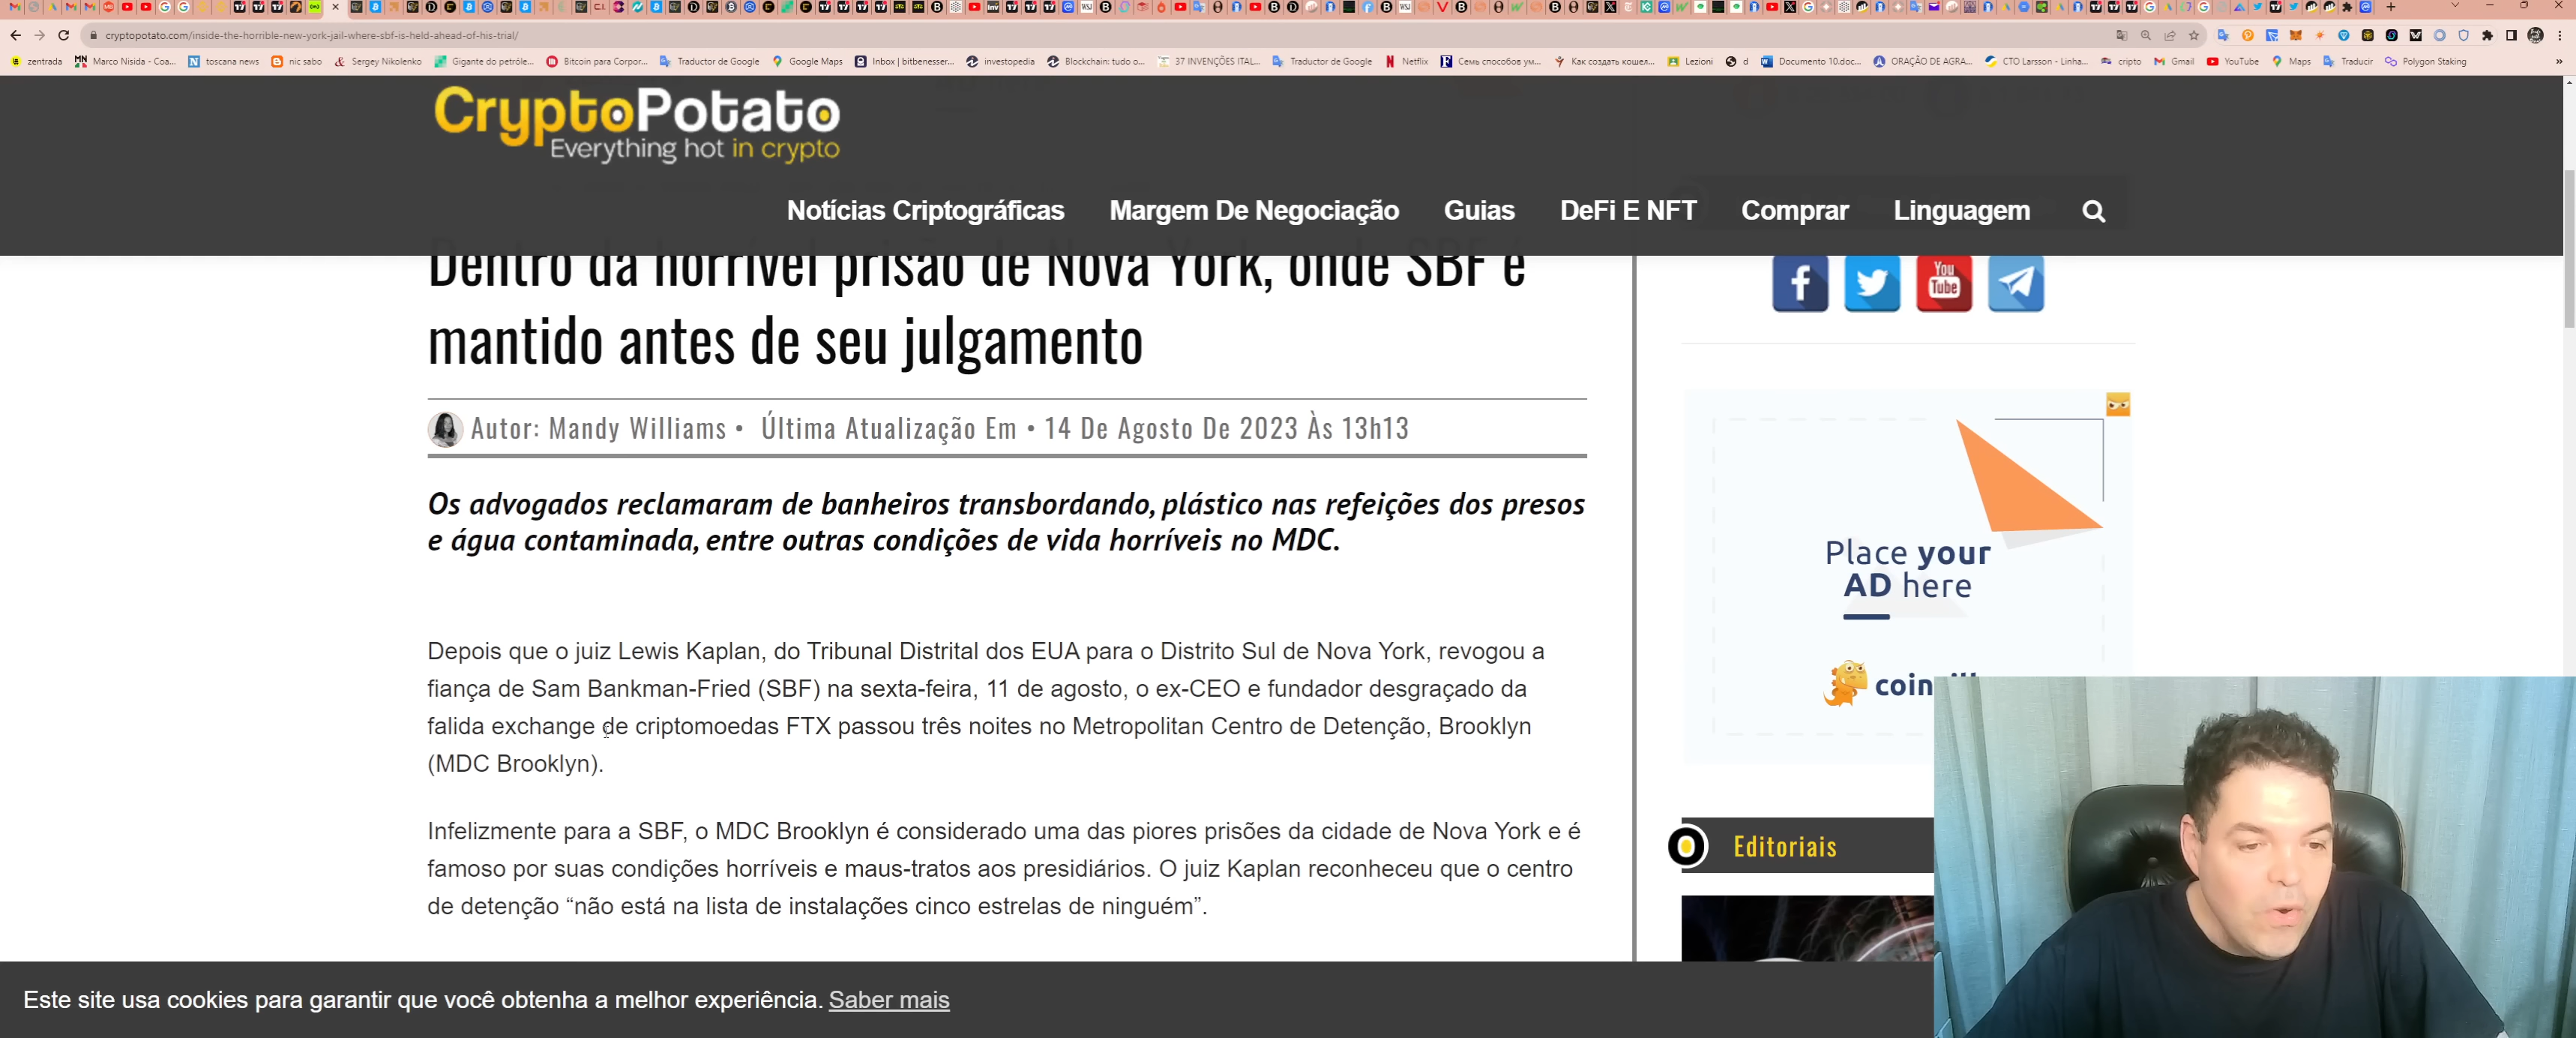 cryptopotato.com/inside-the-horrible-new-york-jail-where-sbf-is-held-ahead-of-his-trial/
zentrada
Marco Nisida - Coa...
toscana news
nic sabo
Sergey Nikolenko
Gigante do petróle...
Bitcoin para Corpor...
Traductor de Google
Google Maps
Inbox | bitbenesser...
investopedia
Blockchain: tudo o...
37 INVENÇÕES ITAL...
Traductor de Google
Netflix
Семь способов ум...
Как создать кошел...
Lezioni
d
Documento 10.doc...
ORAÇÃO DE AGRA...
CTO Larsson - Linha...
cripto
Gmail
YouTube
Maps
Traducir
Polygon Staking
CryptoPotato
Everything hot in crypto
Notícias Criptográficas
Margem De Negociação
Guias
DeFi E NFT
Comprar
Linguagem
Dentro da horrível prisão de Nova York, onde SBF é
mantido antes de seu julgamento
Autor: Mandy Williams • Última Atualização Em • 14 De Agosto De 2023 Às 13h13
Os advogados reclamaram de banheiros transbordando, plástico nas refeições dos presos
e água contaminada, entre outras condições de vida horríveis no MDC.
Depois que o juiz Lewis Kaplan, do Tribunal Distrital dos EUA para o Distrito Sul de Nova York, revogou a
fiança de Sam Bankman-Fried (SBF) na sexta-feira, 11 de agosto, o ex-CEO e fundador desgraçado da
falida exchange de criptomoedas FTX passou três noites no Metropolitan Centro de Detenção, Brooklyn
(MDC Brooklyn).
Infelizmente para a SBF, o MDC Brooklyn é considerado uma das piores prisões da cidade de Nova York e é
famoso por suas condições horríveis e maus-tratos aos presidiários. O juiz Kaplan reconheceu que o centro
de detenção “não está na lista de instalações cinco estrelas de ninguém”.
You
Tube
Place your
AD here
Editoriais
Este site usa cookies para garantir que você obtenha a melhor experiência. Saber mais